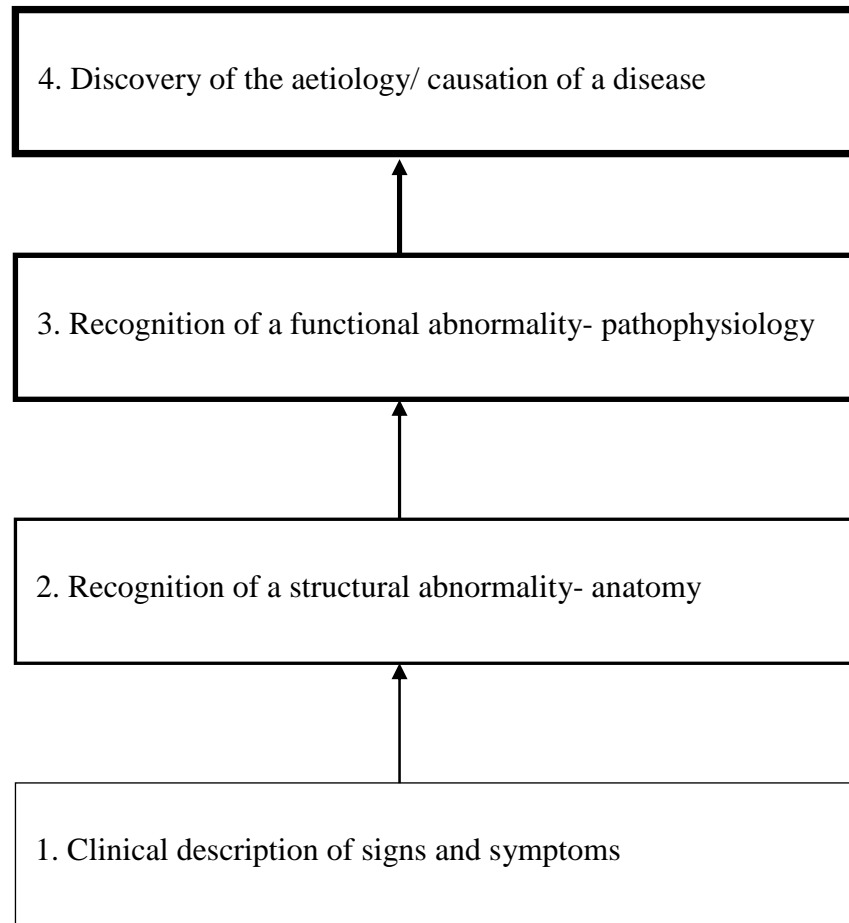 4. Discovery of the aetiology/ causation of a disease
3. Recognition of a functional abnormality- pathophysiology
2. Recognition of a structural abnormality- anatomy
1. Clinical description of signs and symptoms